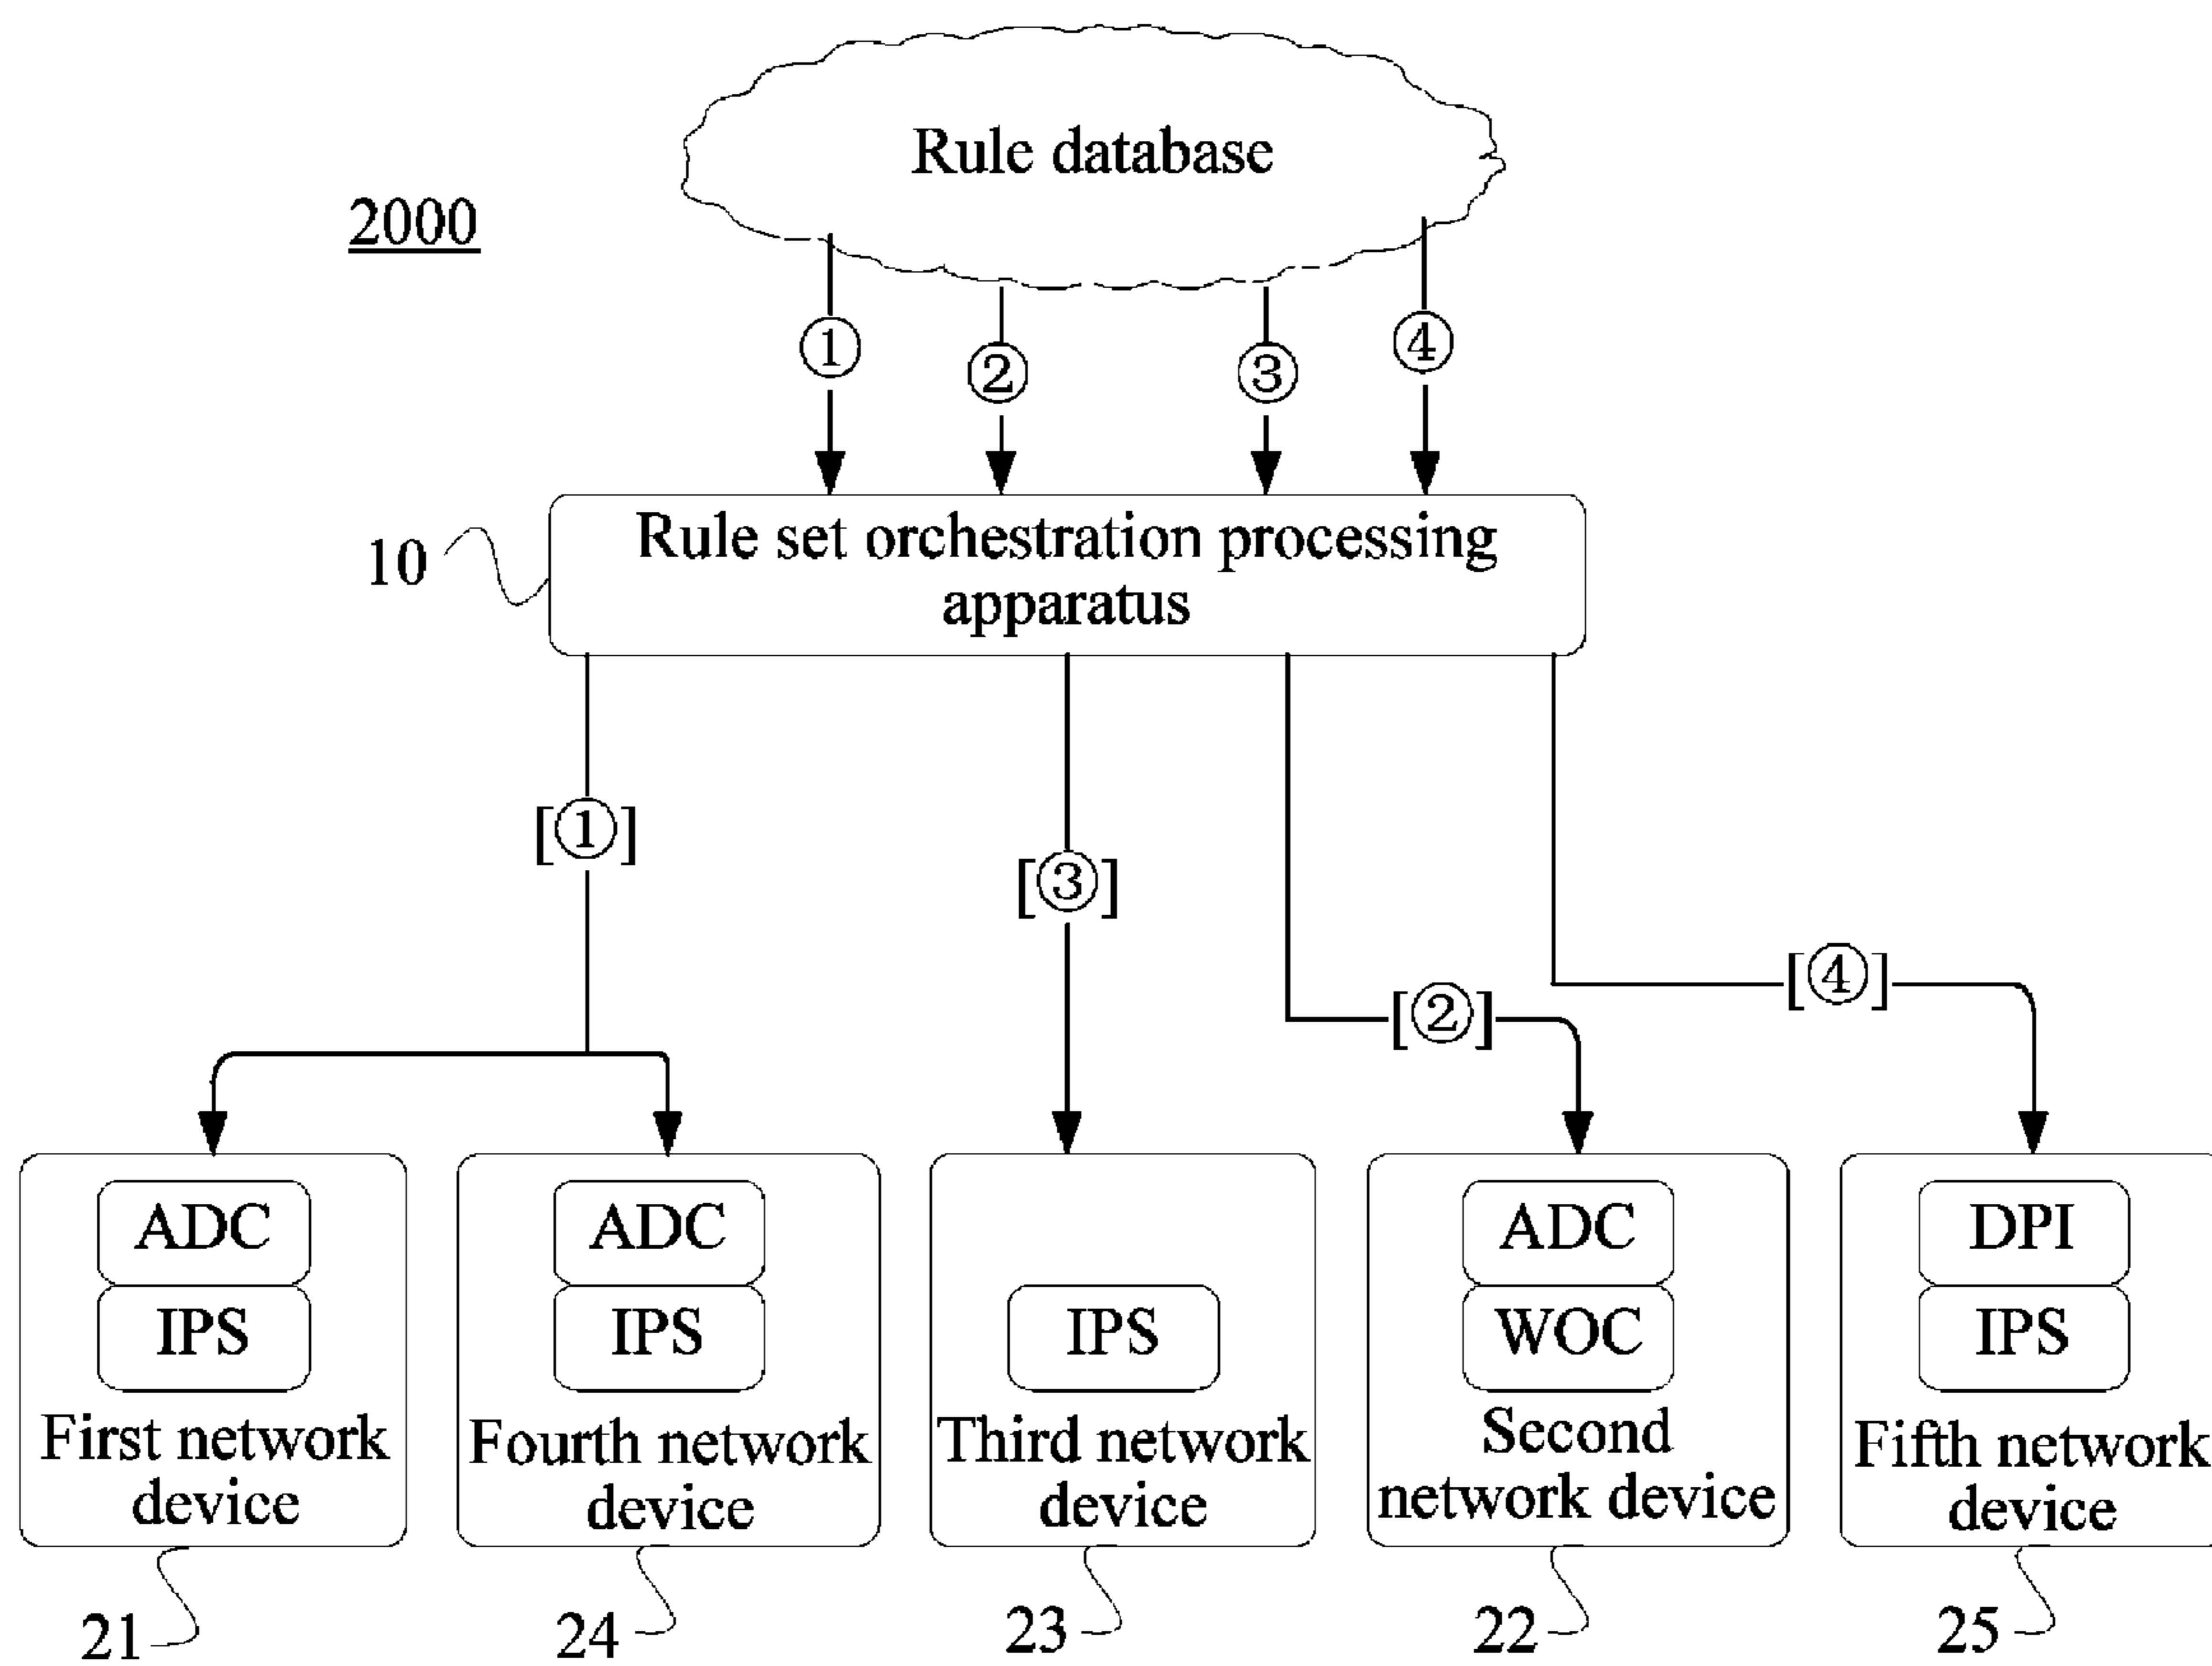 Rule database
2000
① ② ③ ④
Rule set orchestration processing
apparatus
10
[①]
[③]
[②]
[④]
ADC
IPS
First network
device
ADC
IPS
Fourth network
device
IPS
Third network
device
ADC
WOC
Second
network device
DPI
IPS
Fifth network
device
21
24
23
22
25